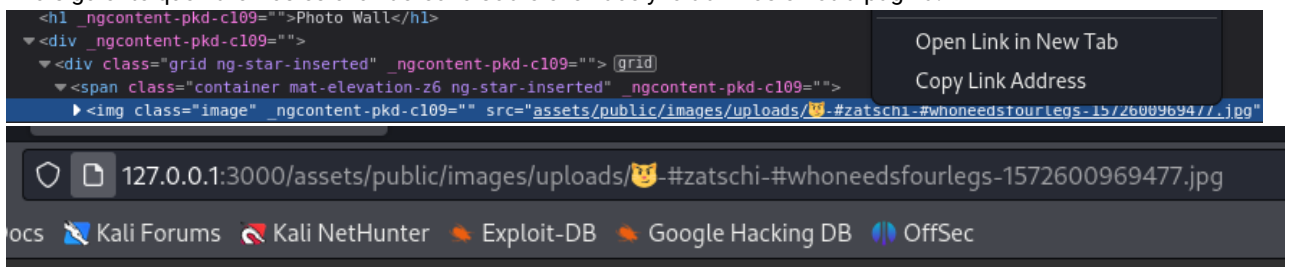 <h1 _ngcontent-pkd-c109="">Photo Wall</h1>
▼<div _ngcontent-pkd-c109="">
▼<div class="grid ng-star-inserted" _ngcontent-pkd-c109=""> grid
▼<span class="container mat-elevation-z6 ng-star-inserted" _ngcontent-pkd-c109="">
▶<img class="image" _ngcontent-pkd-c109="" src="assets/public/images/uploads/😼-#zatschi-#whoneedsfourlegs-1572600969477.jpg"
Open Link in New Tab
Copy Link Address
127.0.0.1:3000/assets/public/images/uploads/😼-#zatschi-#whoneedsfourlegs-1572600969477.jpg
ocs Kali Forums Kali NetHunter Exploit-DB Google Hacking DB OffSec